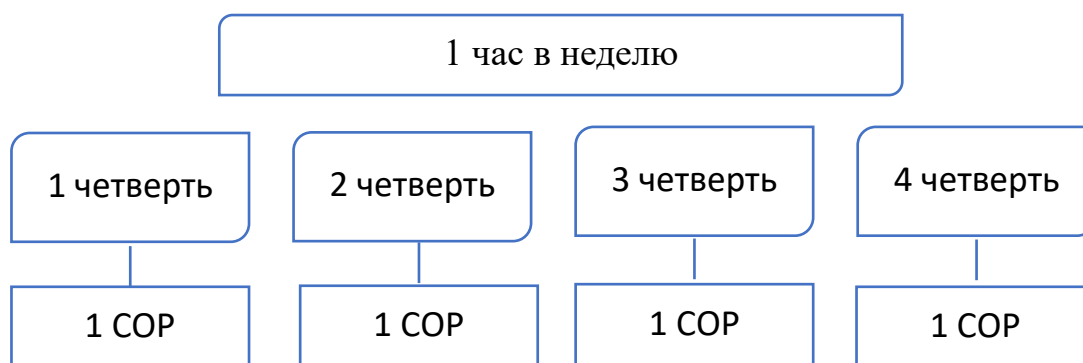 1 час в неделю
1 четверть
2 четверть
3 четверть
4 четверть
1 СОР
1 СОР
1 СОР
1 СОР